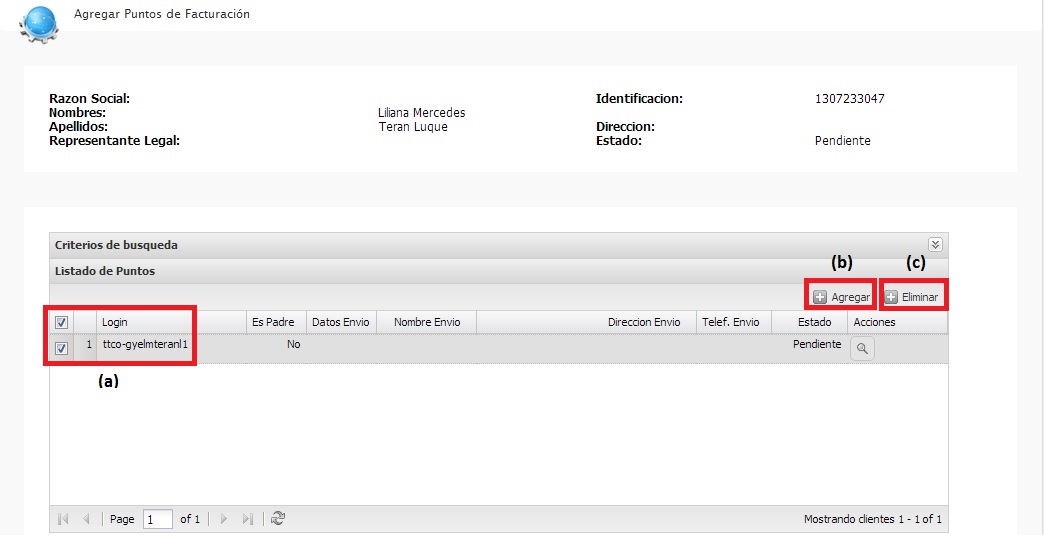 Agregar Puntos de Facturación
Razon Social: Identificacion: 1307233047
Nombres: Liliana Mercedes
Apellidos: Teran Luque Direccion:
Representante Legal: Estado: Pendiente
Criterios de busqueda
Listado de Puntos
(b) (c)
Agregar Eliminar
Login Es Padre Datos Envio Nombre Envio Direccion Envio Telef. Envio Estado Acciones
1 ttco-gyelmteranl1 No Pendiente
(a)
Page 1 of 1 Mostrando clientes 1 - 1 of 1